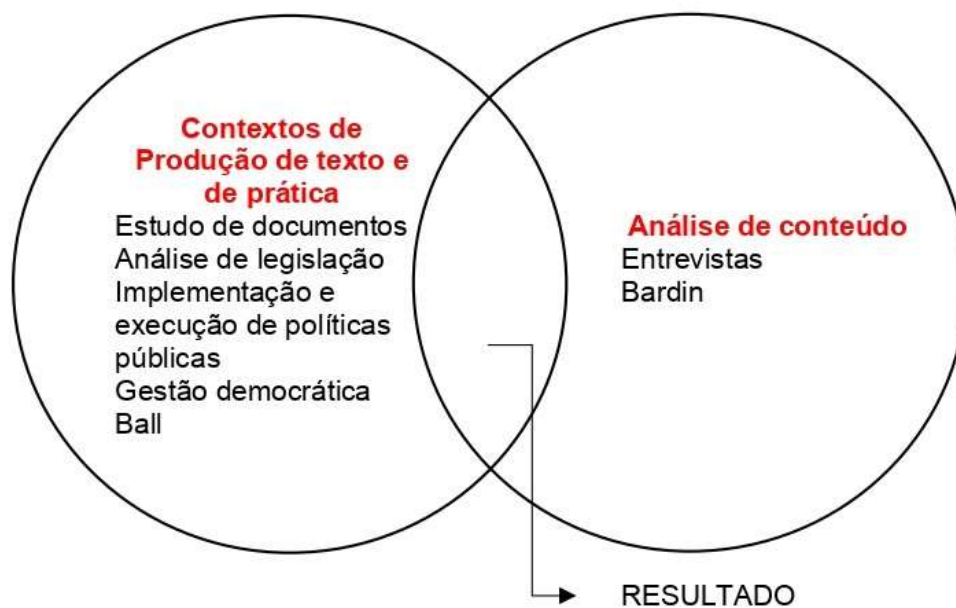 Contextos de
Produção de texto e
de prática
Estudo de documentos
Análise de legislação
Implementação e
execução de políticas
públicas
Gestão democrática
Ball
Análise de conteúdo
Entrevistas
Bardin
RESULTADO